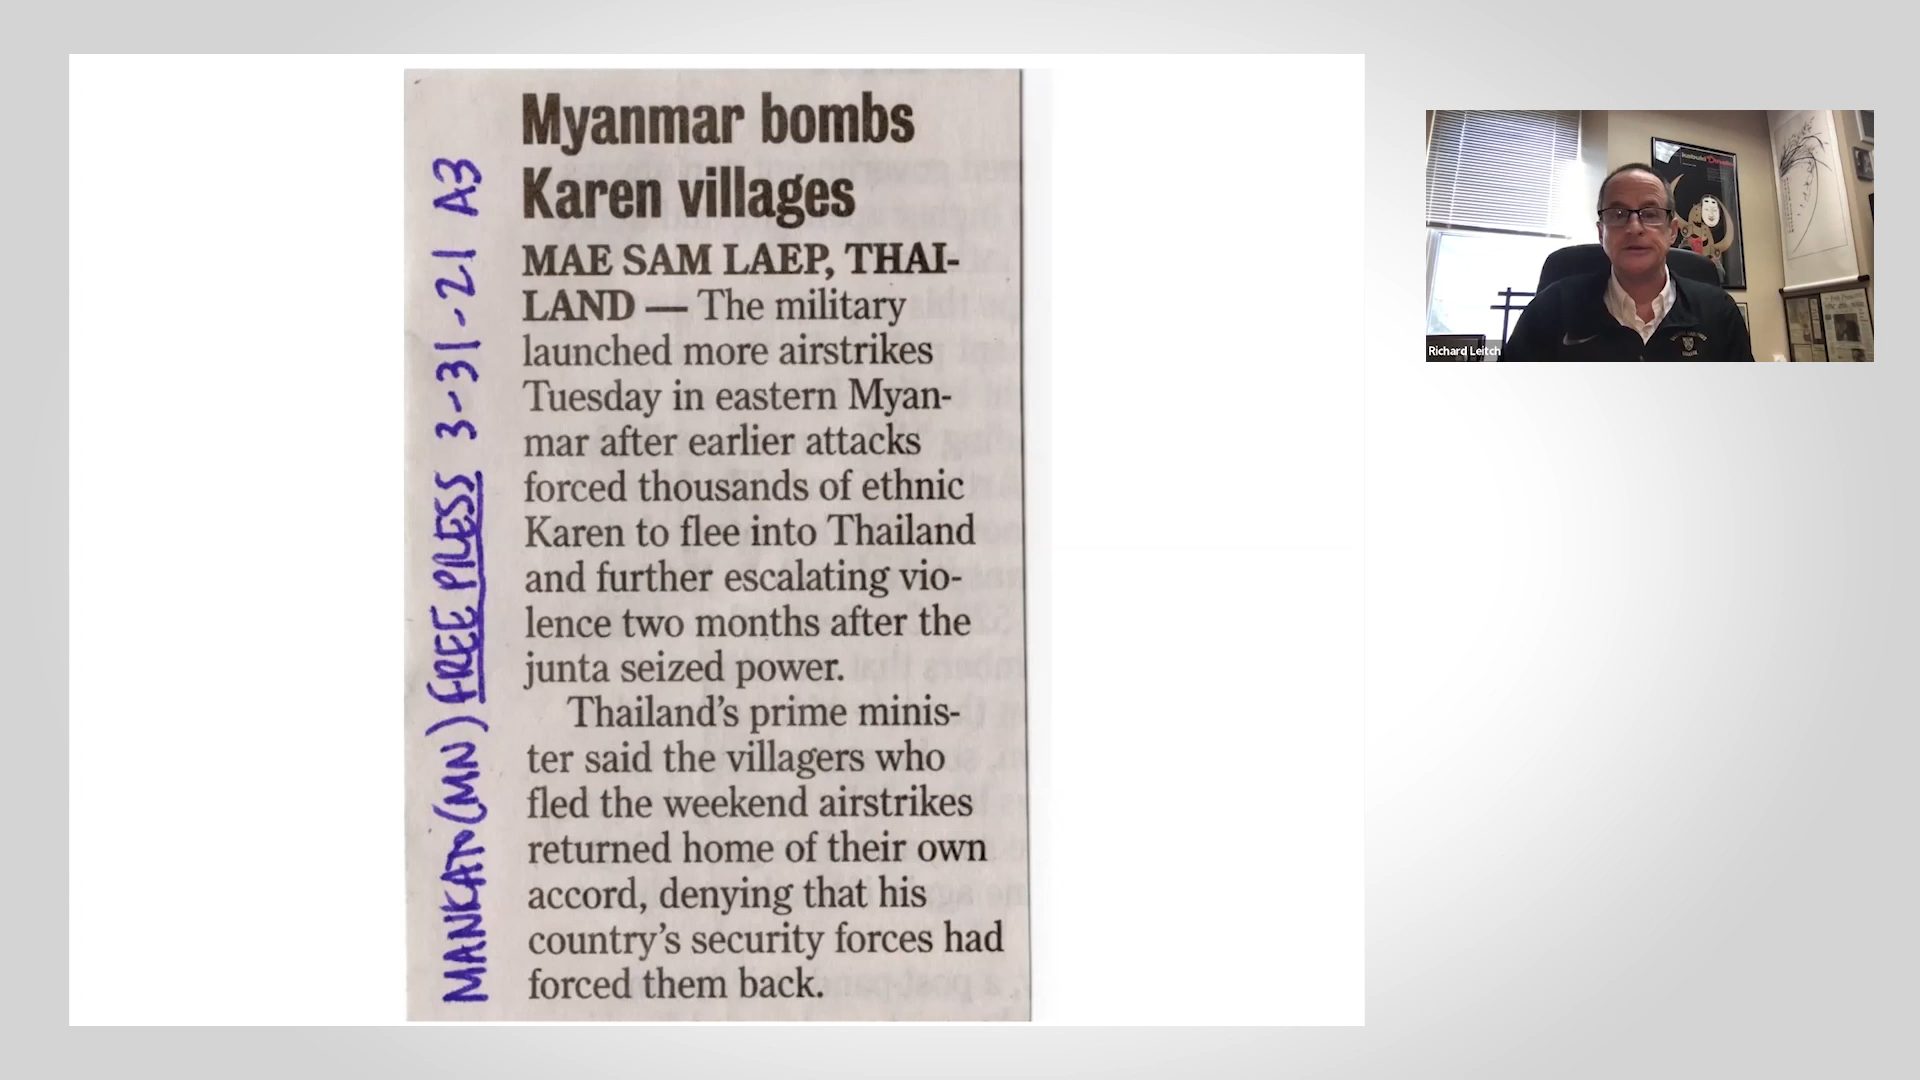 Myanmar bombs
Karen villages
MAE SAM LAEP, THAI-
LAND — The military
launched more airstrikes
Tuesday in eastern Myan-
mar after earlier attacks
forced thousands of ethnic
Karen to flee into Thailand
and further escalating vio-
lence two months after the
junta seized power.
Thailand’s prime minis-
ter said the villagers who
fled the weekend airstrikes
returned home of their own
accord, denying that his
country’s security forces had
forced them back.
MANKATO (MN) FREE PRESS 3-31-21 A3
Richard Leitch